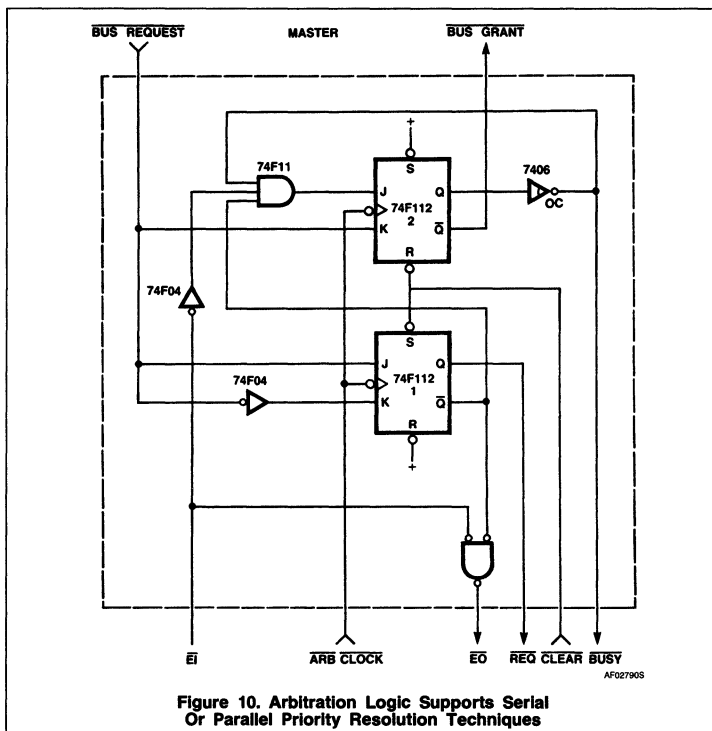 BUS REQUEST MASTER BUS GRANT
+
74F11
S
7406
J Q
OC
74F112
2
K Q
R
74F04
S
J Q
74F112
1
74F04
K Q
R
+
EI ARB CLOCK EO REQ CLEAR BUSY
AF02790S
Figure 10. Arbitration Logic Supports Serial
Or Parallel Priority Resolution Techniques